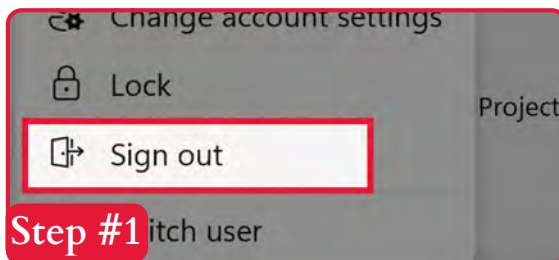 Change account settings
Lock
Project
Sign out
Step #1
itch user